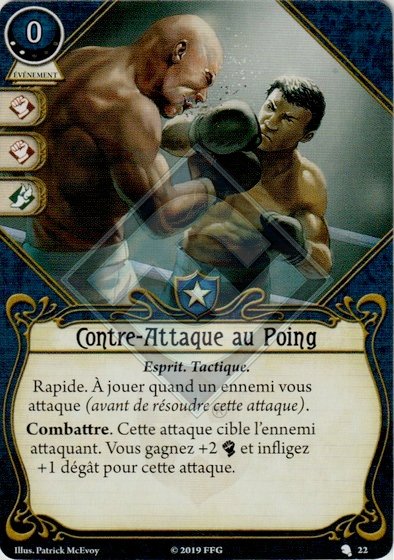 0
ÉVÉNEMENT
Contre-Attaque au Poing
Esprit. Tactique.
Rapide. À jouer quand un ennemi vous
attaque (avant de résoudre cette attaque).
Combattre. Cette attaque cible l'ennemi
attaquant. Vous gagnez +2 et infligez
+1 dégât pour cette attaque.
Illus. Patrick McEvoy
© 2019 FFG
22